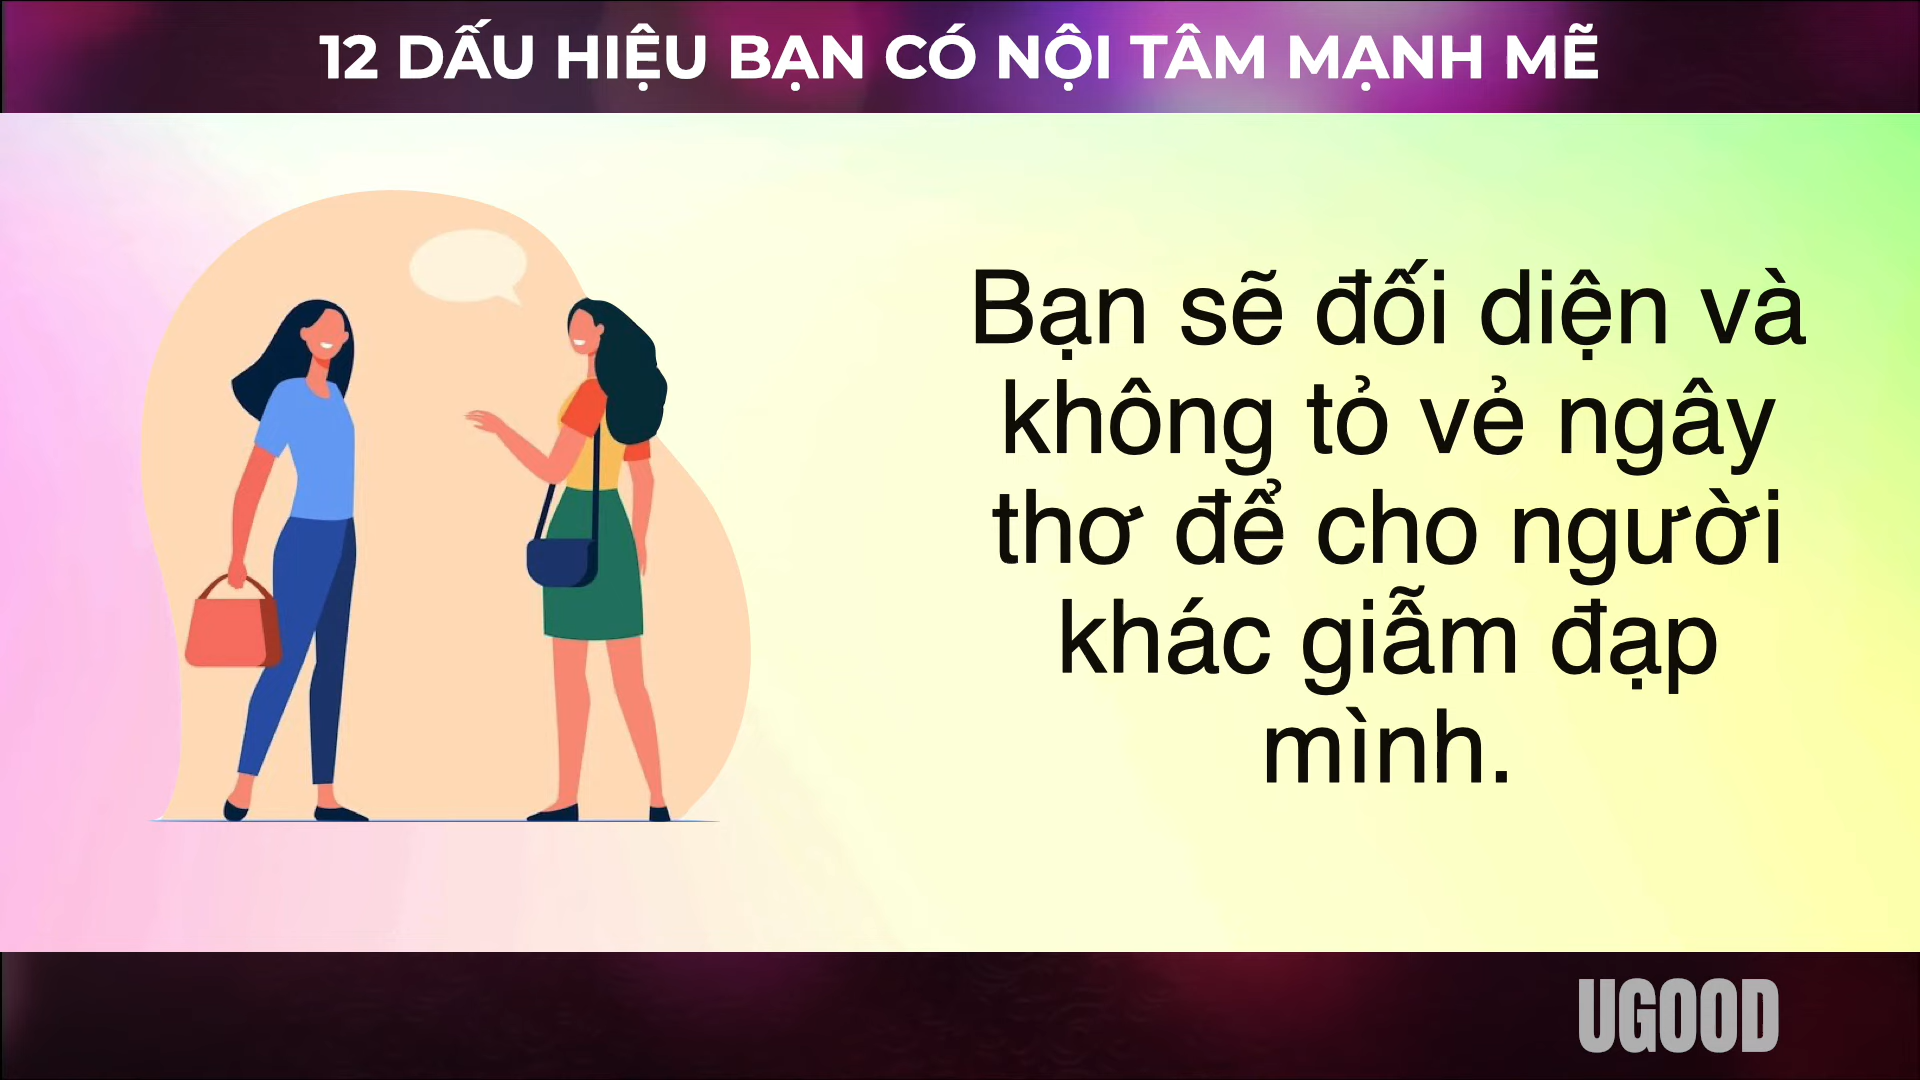 12 DẤU HIỆU BẠN CÓ NỘI TÂM MẠNH MẼ
Bạn sẽ đối diện và
không tỏ vẻ ngây
thơ để cho người
khác giẫm đạp
mình.
UGOOD